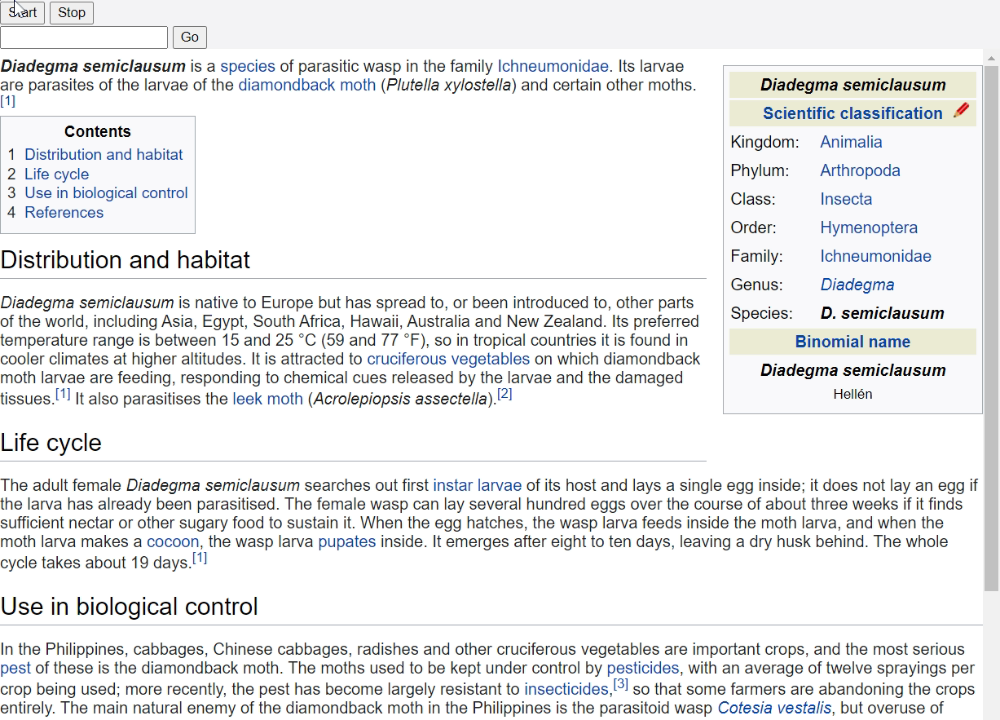 Start Stop
Go
Diadegma semiclausum is a species of parasitic wasp in the family Ichneumonidae. Its larvae
are parasites of the larvae of the diamondback moth (Plutella xylostella) and certain other moths.
[1]
Contents
1 Distribution and habitat
2 Life cycle
3 Use in biological control
4 References
Diadegma semiclausum
Scientific classification
Kingdom: Animalia
Phylum: Arthropoda
Class: Insecta
Order: Hymenoptera
Family: Ichneumonidae
Genus: Diadegma
Species: D. semiclausum
Binomial name
Diadegma semiclausum
Hellén
Distribution and habitat
Diadegma semiclausum is native to Europe but has spread to, or been introduced to, other parts
of the world, including Asia, Egypt, South Africa, Hawaii, Australia and New Zealand. Its preferred
temperature range is between 15 and 25 °C (59 and 77 °F), so in tropical countries it is found in
cooler climates at higher altitudes. It is attracted to cruciferous vegetables on which diamondback
moth larvae are feeding, responding to chemical cues released by the larvae and the damaged
tissues.[1] It also parasitises the leek moth (Acrolepiopsis assectella).[2]
Life cycle
The adult female Diadegma semiclausum searches out first instar larvae of its host and lays a single egg inside; it does not lay an egg if
the larva has already been parasitised. The female wasp can lay several hundred eggs over the course of about three weeks if it finds
sufficient nectar or other sugary food to sustain it. When the egg hatches, the wasp larva feeds inside the moth larva, and when the
moth larva makes a cocoon, the wasp larva pupates inside. It emerges after eight to ten days, leaving a dry husk behind. The whole
cycle takes about 19 days.[1]
Use in biological control
In the Philippines, cabbages, Chinese cabbages, radishes and other cruciferous vegetables are important crops, and the most serious
pest of these is the diamondback moth. The moths used to be kept under control by pesticides, with an average of twelve sprayings per
crop being used; more recently, the pest has become largely resistant to insecticides,[3] so that some farmers are abandoning the crops
entirely. The main natural enemy of the diamondback moth in the Philippines is the parasitoid wasp Cotesia vestalis, but overuse of